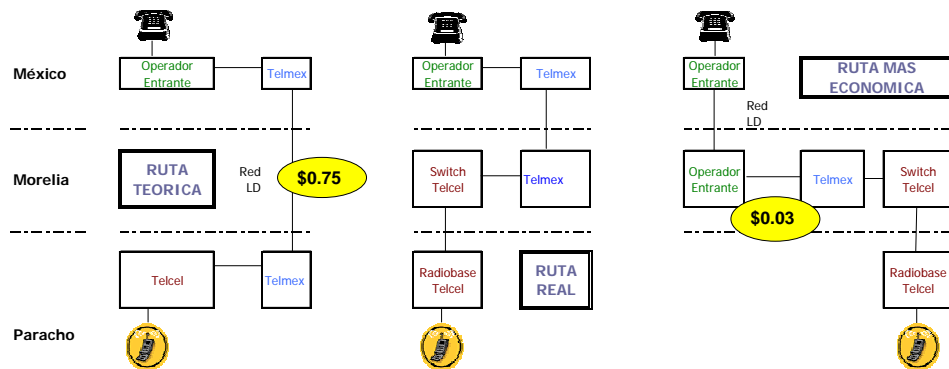 México
Operador
Entrante
Telmex
Operador
Entrante
Telmex
Operador
Entrante
RUTA MAS
ECONOMICA
Red
LD
Morelia
RUTA
TEORICA
Red
LD
$0.75
Switch
Telcel
Telmex
Operador
Entrante
Telmex
Switch
Telcel
$0.03
Telcel
Telmex
Radiobase
Telcel
RUTA
REAL
Radiobase
Telcel
Paracho